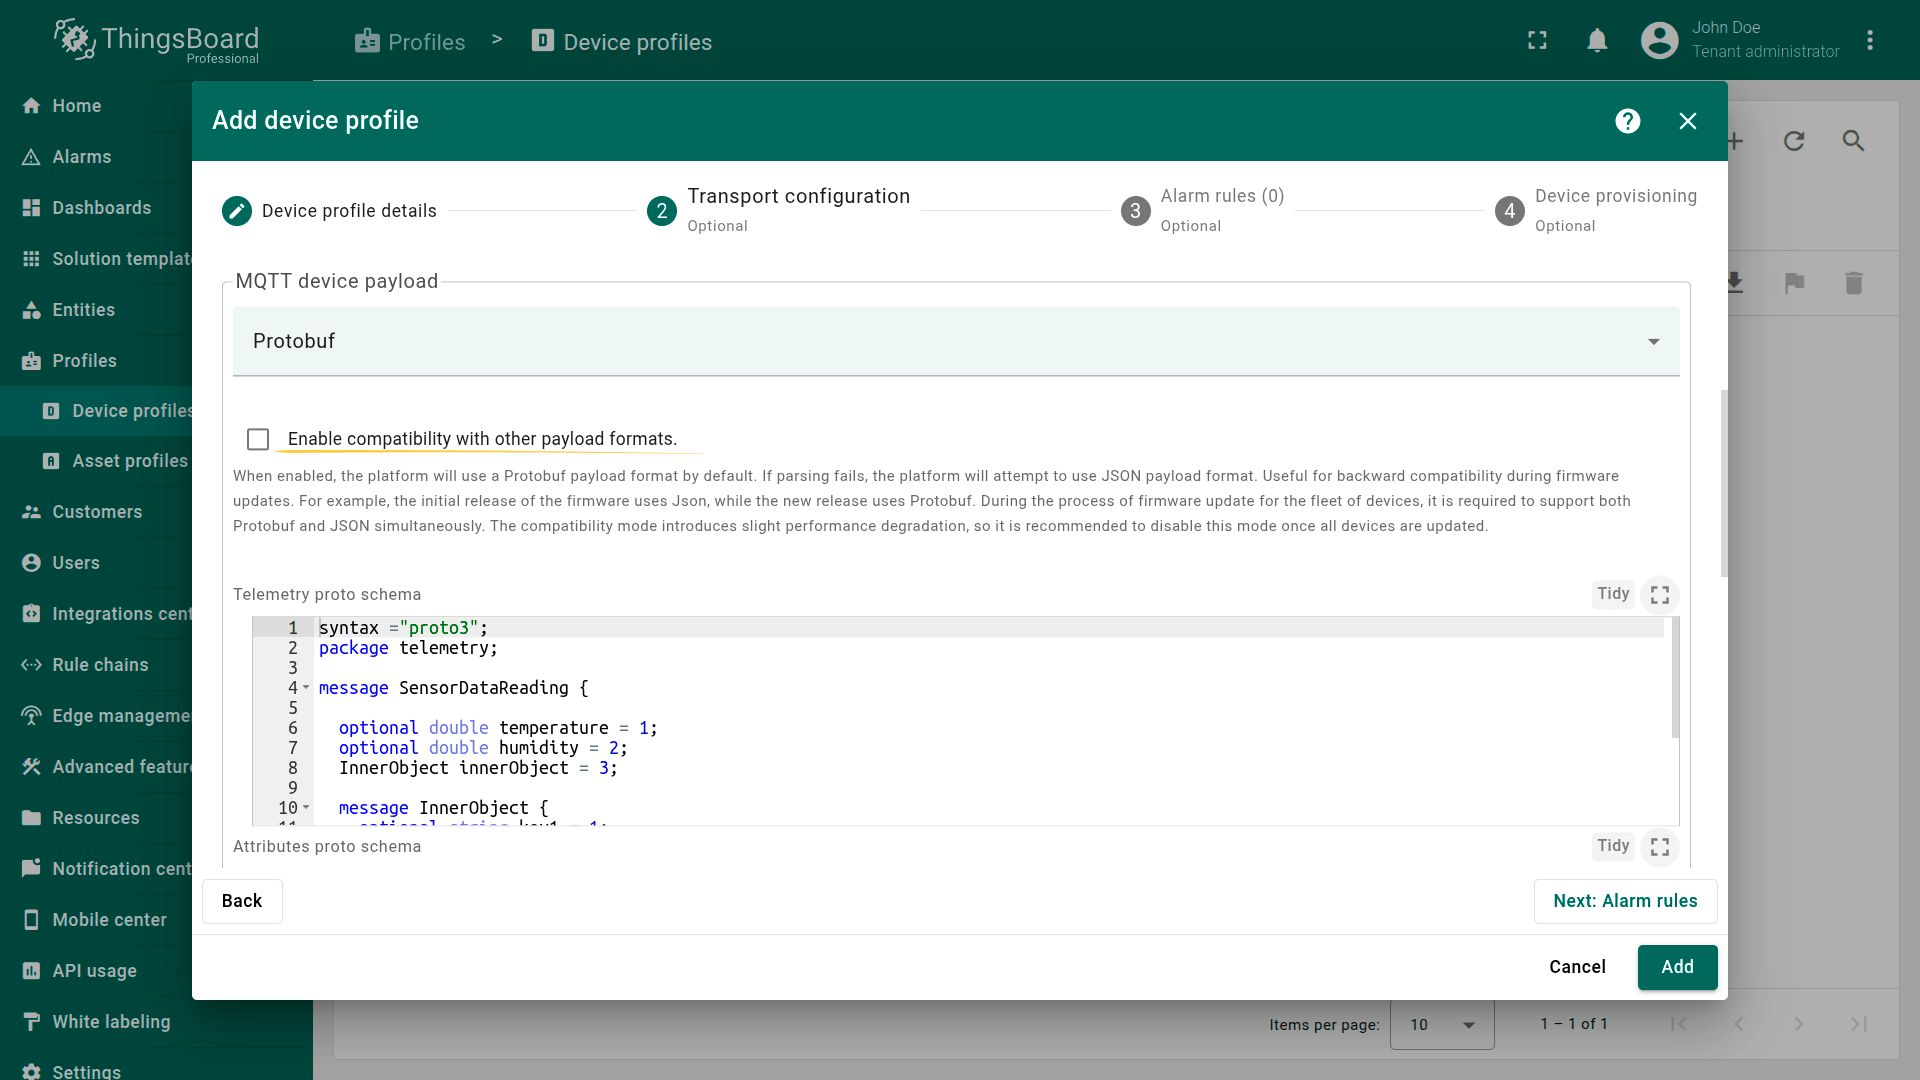 ThingsBoard
Professional
Profiles > Device profiles
John Doe
Tenant administrator
Home
Alarms
Dashboards
Solution templat
Entities
Profiles
Device profiles
Asset profiles
Customers
Users
Integrations cent
Rule chains
Edge manageme
Advanced feature
Resources
Notification cent
Mobile center
API usage
White labeling
Settings
Add device profile
Device profile details
2 Transport configuration
Optional
3 Alarm rules (0)
Optional
4 Device provisioning
Optional
MQTT device payload
Protobuf
Enable compatibility with other payload formats.
When enabled, the platform will use a Protobuf payload format by default. If parsing fails, the platform will attempt to use JSON payload format. Useful for backward compatibility during firmware
updates. For example, the initial release of the firmware uses Json, while the new release uses Protobuf. During the process of firmware update for the fleet of devices, it is required to support both
Protobuf and JSON simultaneously. The compatibility mode introduces slight performance degradation, so it is recommended to disable this mode once all devices are updated.
Telemetry proto schema
Tidy
1 syntax ="proto3";
2 package telemetry;
3
4 message SensorDataReading {
5
6 optional double temperature = 1;
7 optional double humidity = 2;
8 InnerObject innerObject = 3;
9
10 message InnerObject {
11 optional string key1 = 1;
Attributes proto schema
Tidy
Back
Next: Alarm rules
Cancel
Add
Items per page: 10
1 – 1 of 1